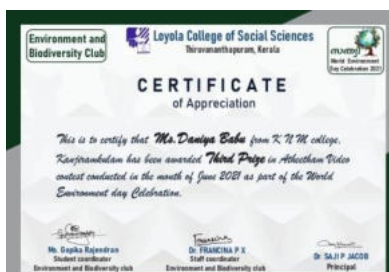 Environment and
Biodiversity Club
Loyola College of Social Sciences
Thiruvananthapuram, Kerala
World Environment
Day Celebration 2021
CERTIFICATE
of Appreciation
This is to certify that Ms. Daniya Babu from K N M college,
Kanjiramkulam has been awarded Third Prize in Atheetham Video
contest conducted in the month of June 2021 as part of the World
Environment day Celebration.
Ms. Gopika Rajendran
Student coordinator
Environment and Biodiversity club
Dr. FRANCINA P X
Staff coordinator
Environment and Biodiversity club
Dr. SAJI P JACOB
Principal